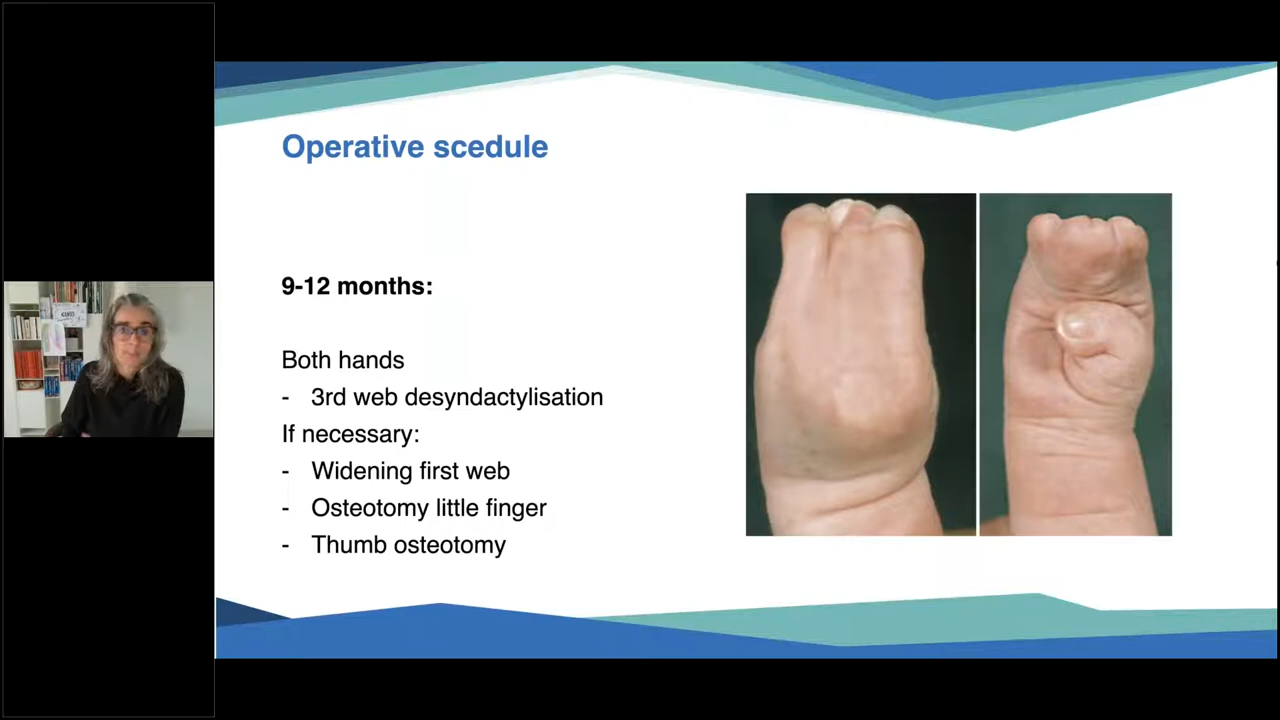 Operative scedule
9-12 months:
Both hands
- 3rd web desyndactylisation
If necessary:
- Widening first web
- Osteotomy little finger
- Thumb osteotomy